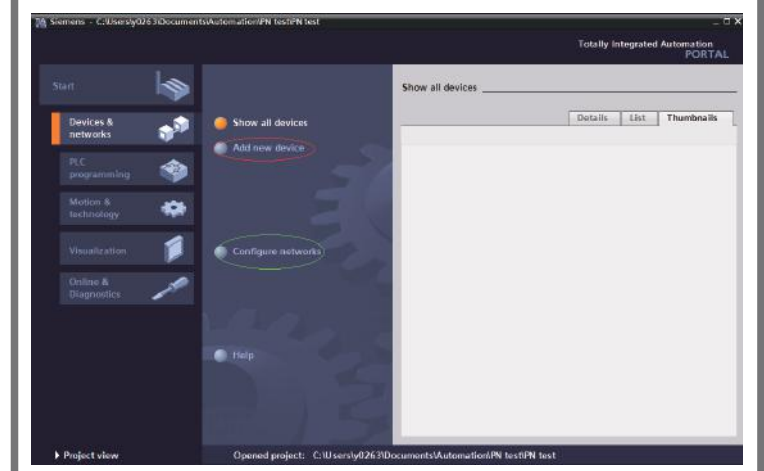 Siemens - C:\Users\y0263\Documents\Automation\PN test\PN test
Totally Integrated Automation
PORTAL
Start
Devices &
networks
PLC
programming
Motion &
technology
Visualization
Online &
Diagnostics
Show all devices
Add new device
Configure networks
Help
Show all devices
Details List Thumbnails
Project view
Opened project: C:\Users\y0263\Documents\Automation\PN test\PN test